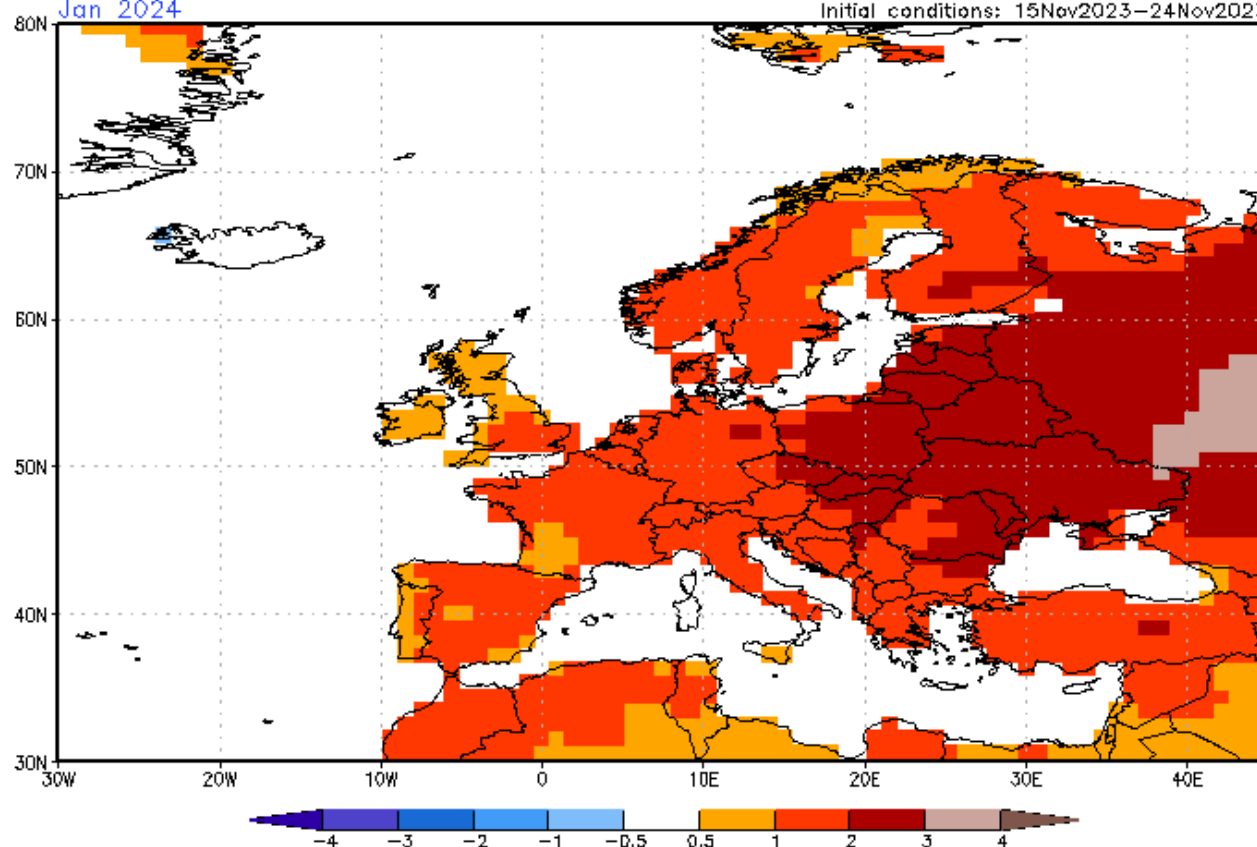 Jan 2024
Initial conditions: 15Nov2023–24Nov202
80N
70N
60N
50N
40N
30N
30W 20W 10W 0 10E 20E 30E 40E
-4 -3 -2 -1 -0.5 0.5 1 2 3 4